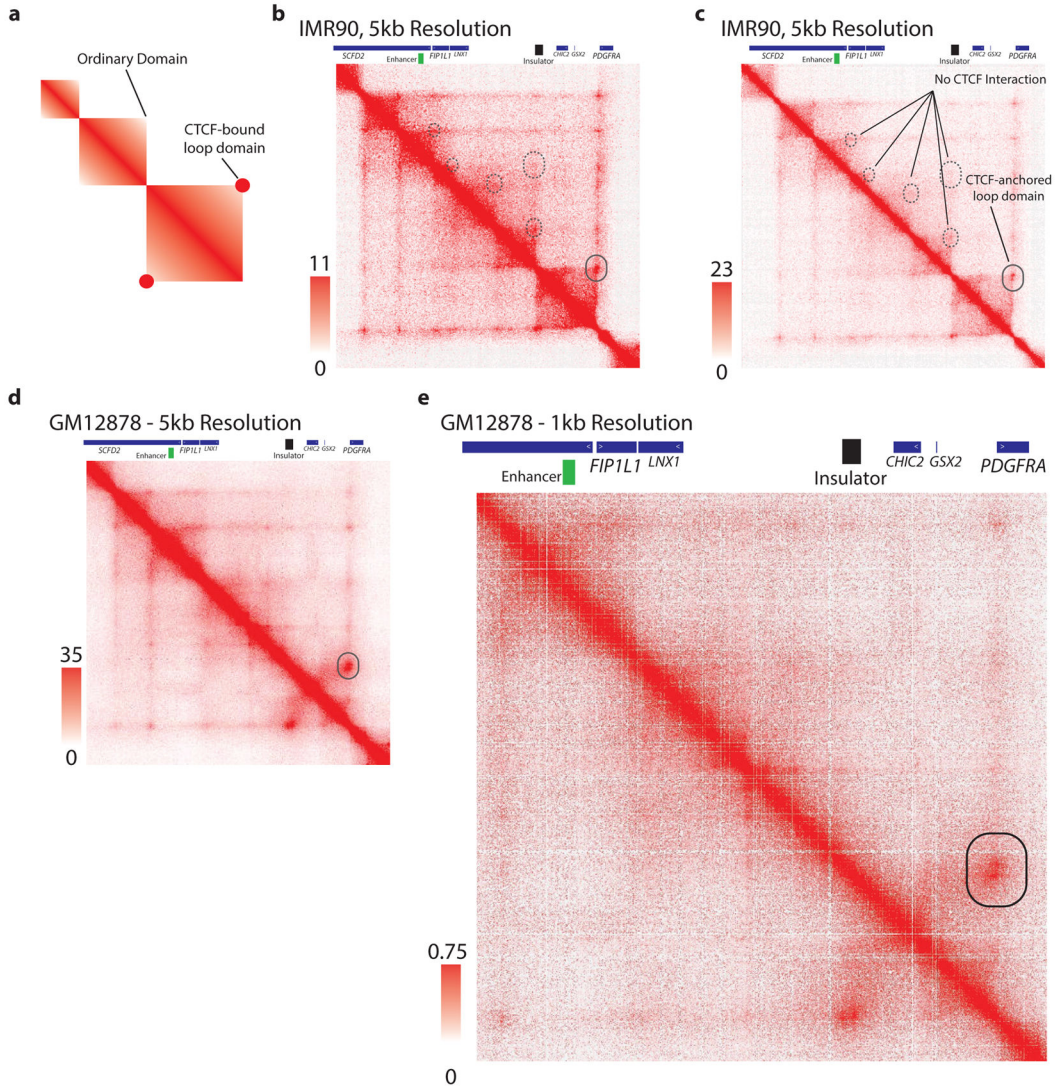 a
Ordinary Domain
CTCF-bound
loop domain
b
IMR90, 5kb Resolution
SCFD2
Enhancer
FIP1L1
LNX1
Insulator
CHIC2
GSX2
PDGFRA
11
0
c
IMR90, 5kb Resolution
SCFD2
Enhancer
FIP1L1
LNX1
Insulator
CHIC2
GSX2
PDGFRA
No CTCF Interaction
CTCF-anchored
loop domain
23
0
d
GM12878 - 5kb Resolution
SCFD2
Enhancer
FIP1L1
LNX1
Insulator
CHIC2
GSX2
PDGFRA
35
0
e
GM12878 - 1kb Resolution
< > < < >
Enhancer
FIP1L1
LNX1
Insulator
CHIC2
GSX2
PDGFRA
0.75
0